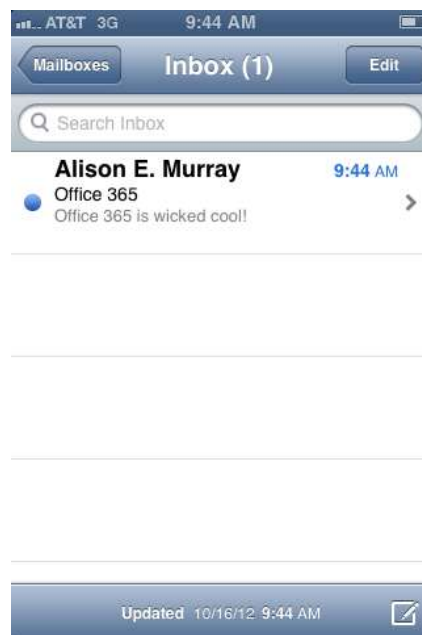 AT&T 3G 9:44 AM
Mailboxes Inbox (1) Edit
Search Inbox
Alison E. Murray 9:44 AM
Office 365
Office 365 is wicked cool!
Updated 10/16/12 9:44 AM